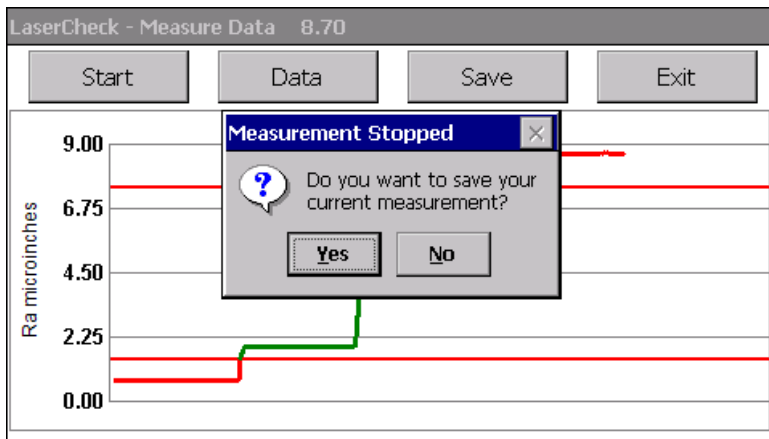 LaserCheck - Measure Data 8.70
Start Data Save Exit
Measurement Stopped
Do you want to save your
current measurement?
Yes No
Ra microinches
9.00
6.75
4.50
2.25
0.00